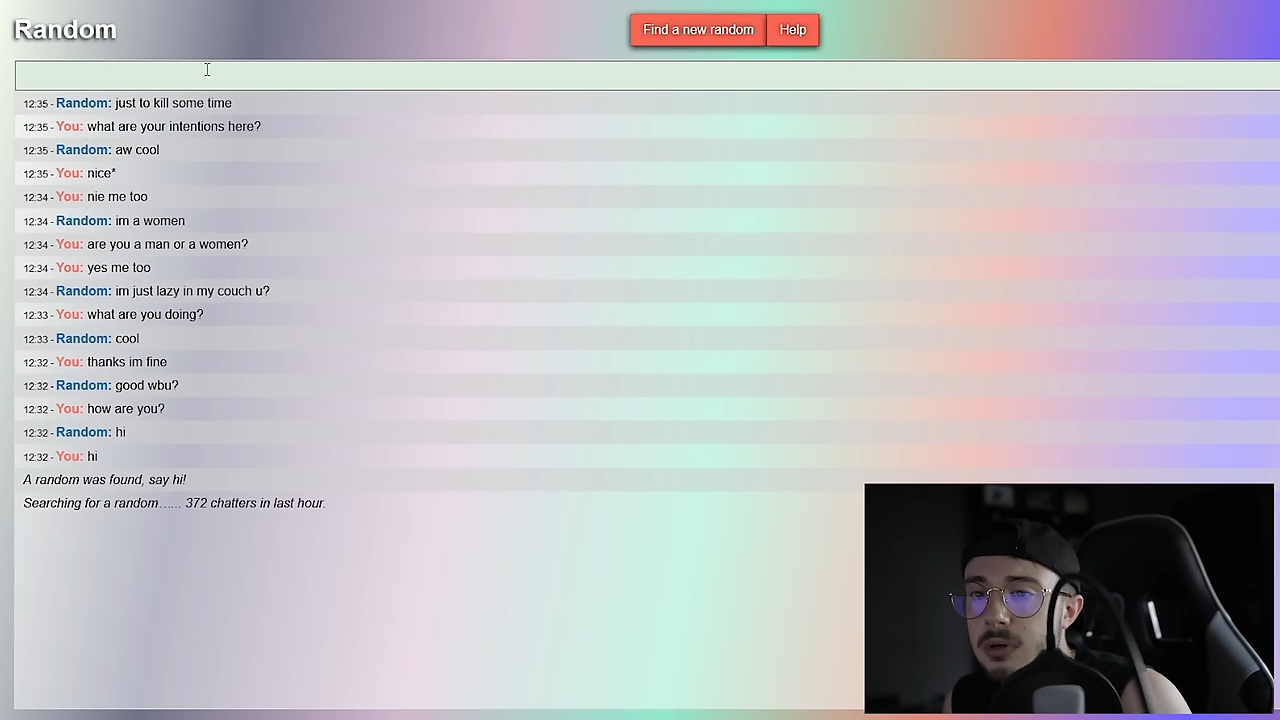 Random
Find a new random
Help
12:35 - Random: just to kill some time
12:35 - You: what are your intentions here?
12:35 - Random: aw cool
12:35 - You: nice*
12:34 - You: nie me too
12:34 - Random: im a women
12:34 - You: are you a man or a women?
12:34 - You: yes me too
12:34 - Random: im just lazy in my couch u?
12:33 - You: what are you doing?
12:33 - Random: cool
12:32 - You: thanks im fine
12:32 - Random: good wbu?
12:32 - You: how are you?
12:32 - Random: hi
12:32 - You: hi
A random was found, say hi!
Searching for a random…... 372 chatters in last hour.